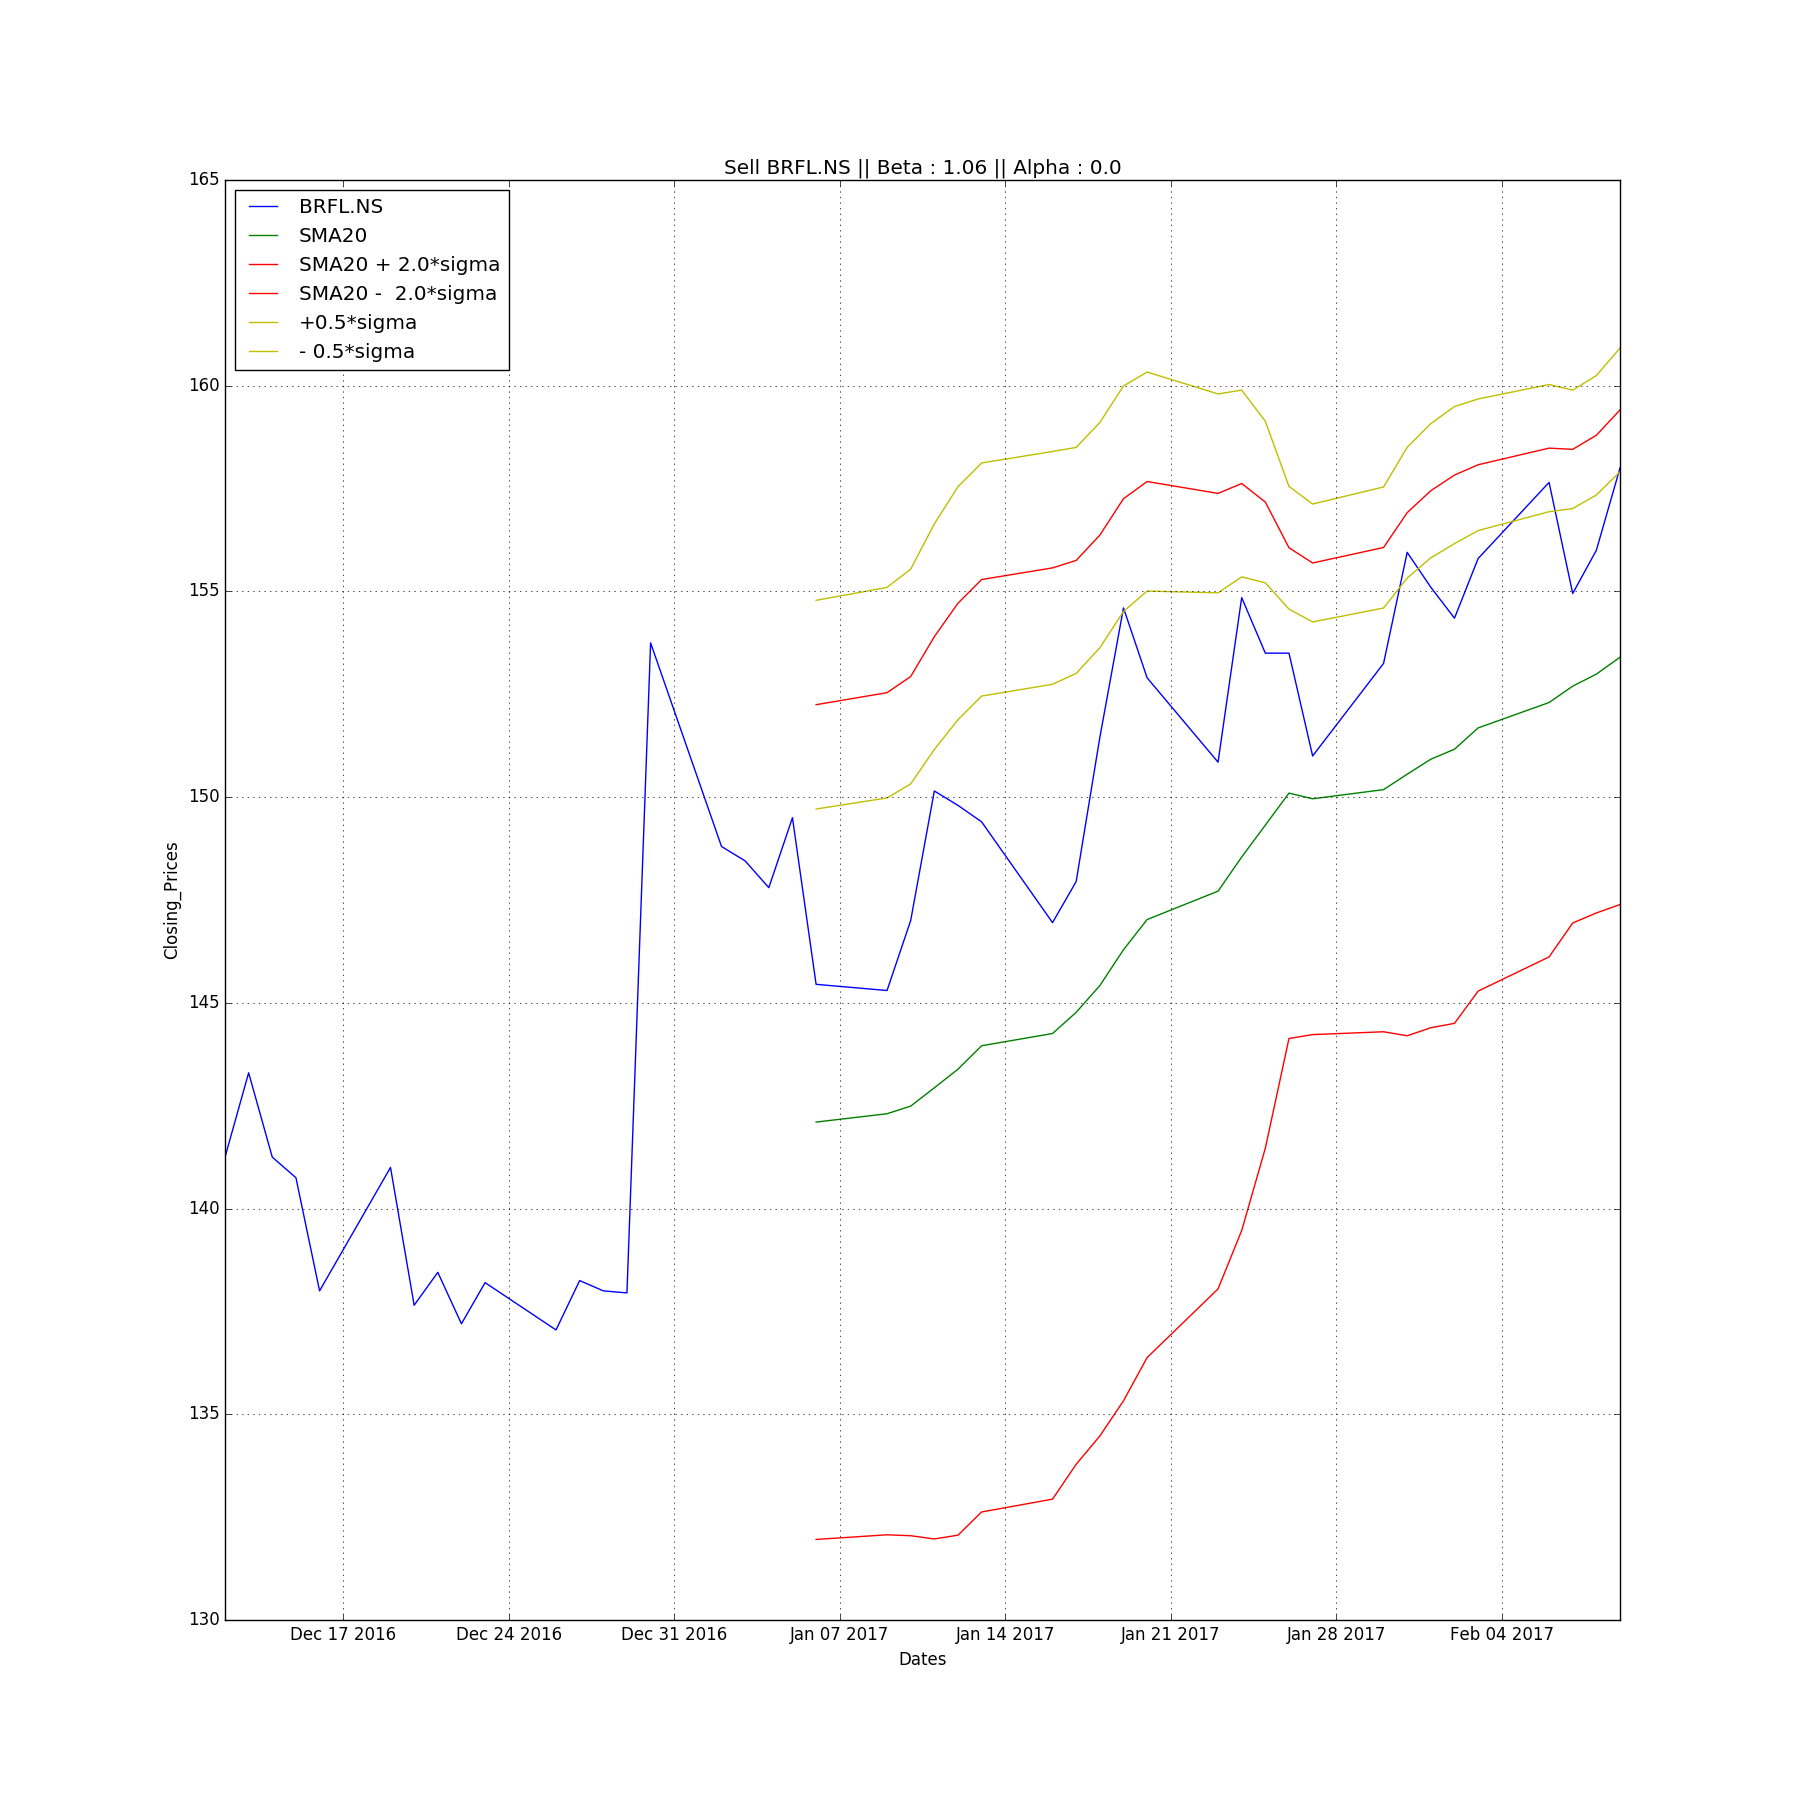 Sell BRFL.NS || Beta : 1.06 || Alpha : 0.0
BRFL.NS
SMA20
SMA20 + 2.0*sigma
SMA20 -  2.0*sigma
+0.5*sigma
- 0.5*sigma
165
160
155
150
145
140
135
130
Closing_Prices
Dec 17 2016 Dec 24 2016 Dec 31 2016 Jan 07 2017 Jan 14 2017 Jan 21 2017 Jan 28 2017 Feb 04 2017
Dates